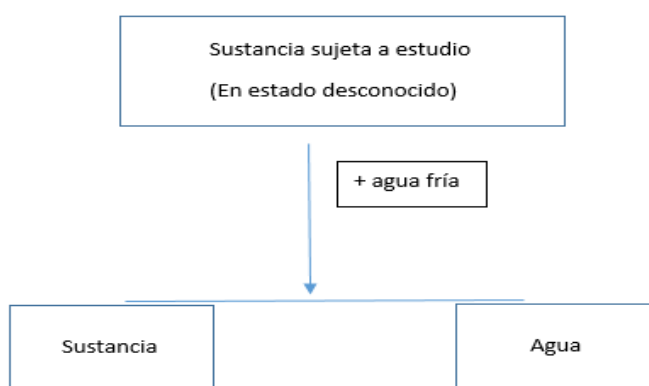 Sustancia sujeta a estudio
(En estado desconocido)
+ agua fría
Sustancia
Agua